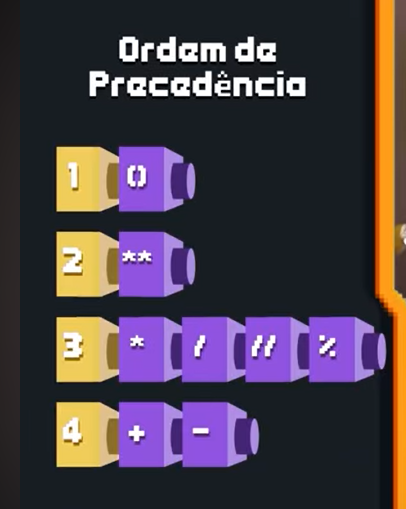 Ordem de
Precedência
1 ()
2 **
3 * / // %
4 + -